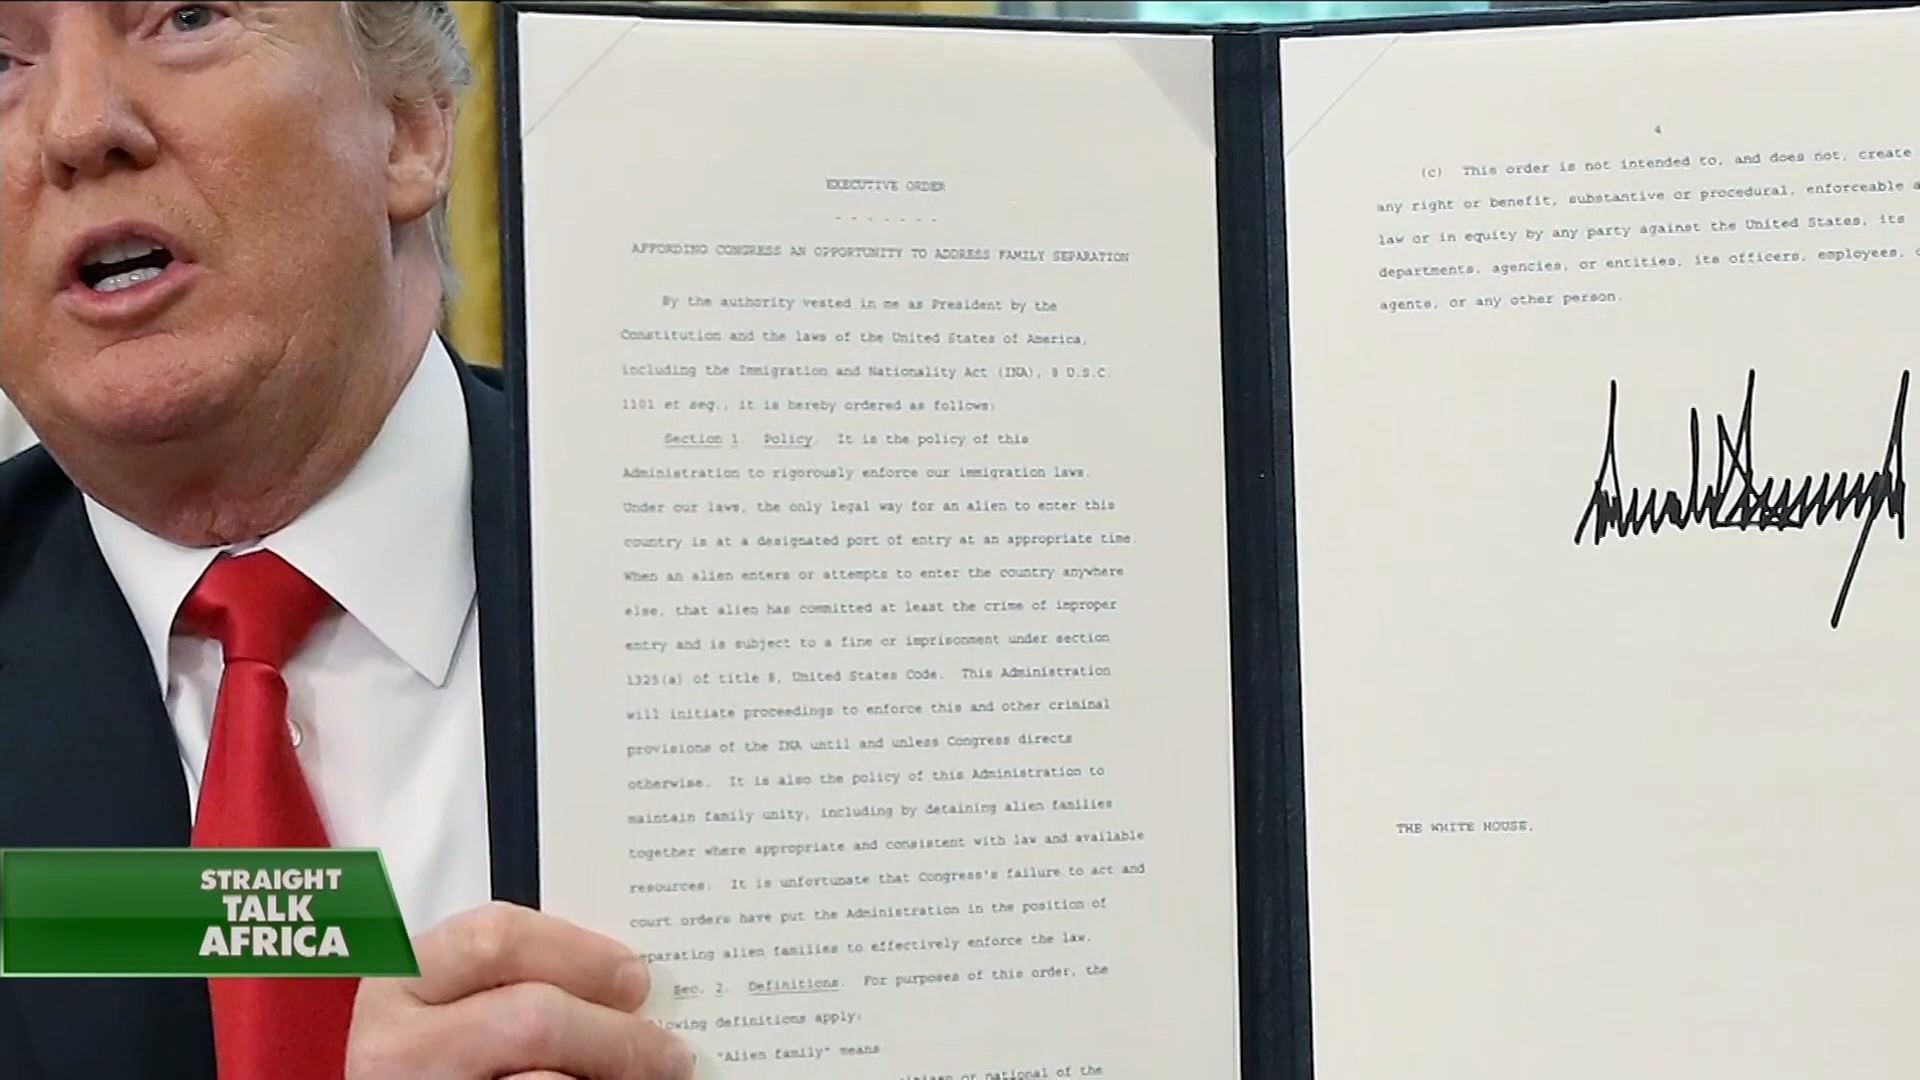 EXECUTIVE ORDER
- - - - - - -
AFFORDING CONGRESS AN OPPORTUNITY TO ADDRESS FAMILY SEPARATION
By the authority vested in me as President by the
Constitution and the laws of the United States of America,
including the Immigration and Nationality Act (INA), 8 U.S.C.
1101 et seq., it is hereby ordered as follows:
Section 1. Policy. It is the policy of this
Administration to rigorously enforce our immigration laws.
Under our laws, the only legal way for an alien to enter this
country is at a designated port of entry at an appropriate time.
When an alien enters or attempts to enter the country anywhere
else, that alien has committed at least the crime of improper
entry and is subject to a fine or imprisonment under section
1325(a) of title 8, United States Code. This Administration
will initiate proceedings to enforce this and other criminal
provisions of the INA until and unless Congress directs
otherwise. It is also the policy of this Administration to
maintain family unity, including by detaining alien families
together where appropriate and consistent with law and available
resources. It is unfortunate that Congress's failure to act and
court orders have put the Administration in the position of
eparating alien families to effectively enforce the law.
Sec. 2. Definitions. For purposes of this order, the
lowing definitions apply:
) "Alien family" means
or national of the
4
(c) This order is not intended to, and does not, create
any right or benefit, substantive or procedural, enforceable a
law or in equity by any party against the United States, its
departments, agencies, or entities, its officers, employees,
agents, or any other person.
THE WHITE HOUSE,
STRAIGHT
TALK
AFRICA